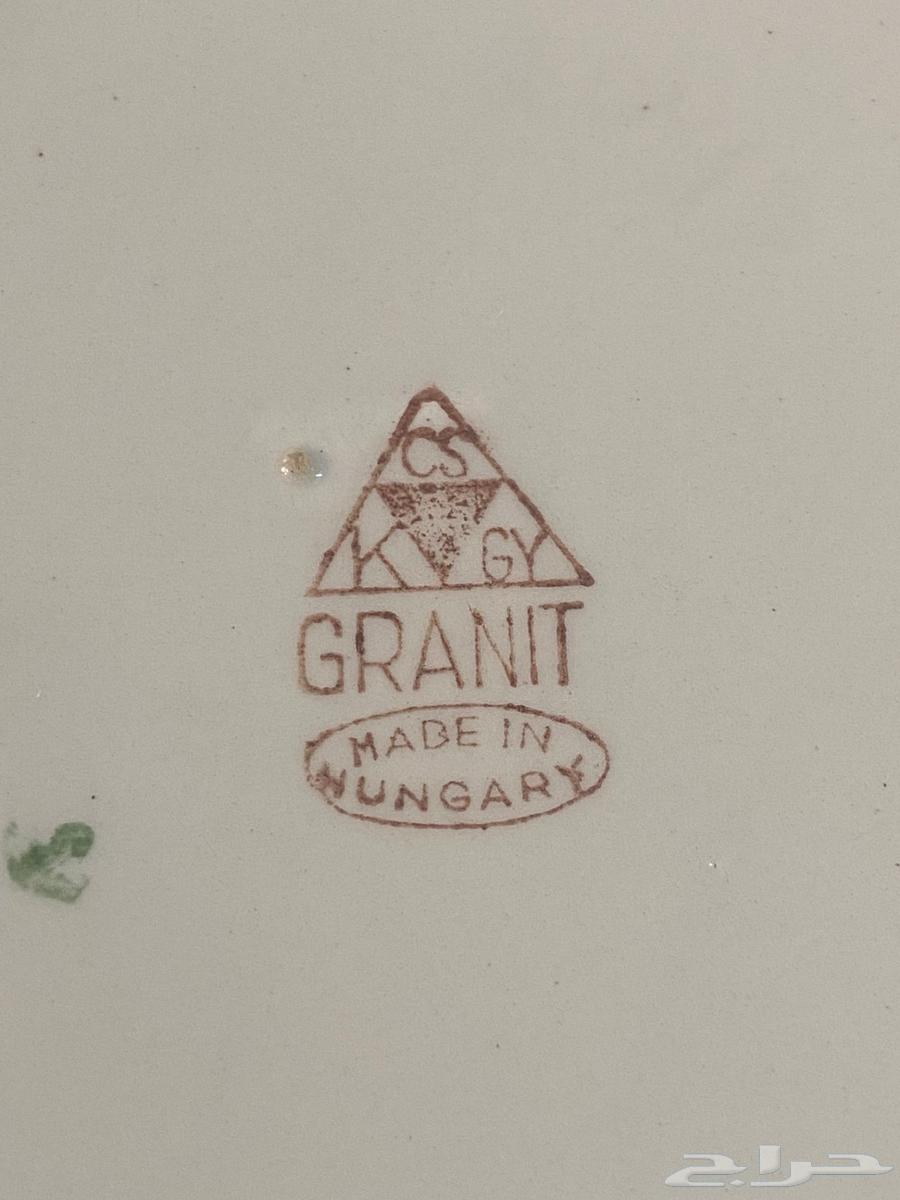 CS
K GY
GRANIT
MADE IN
HUNGARY
حراج